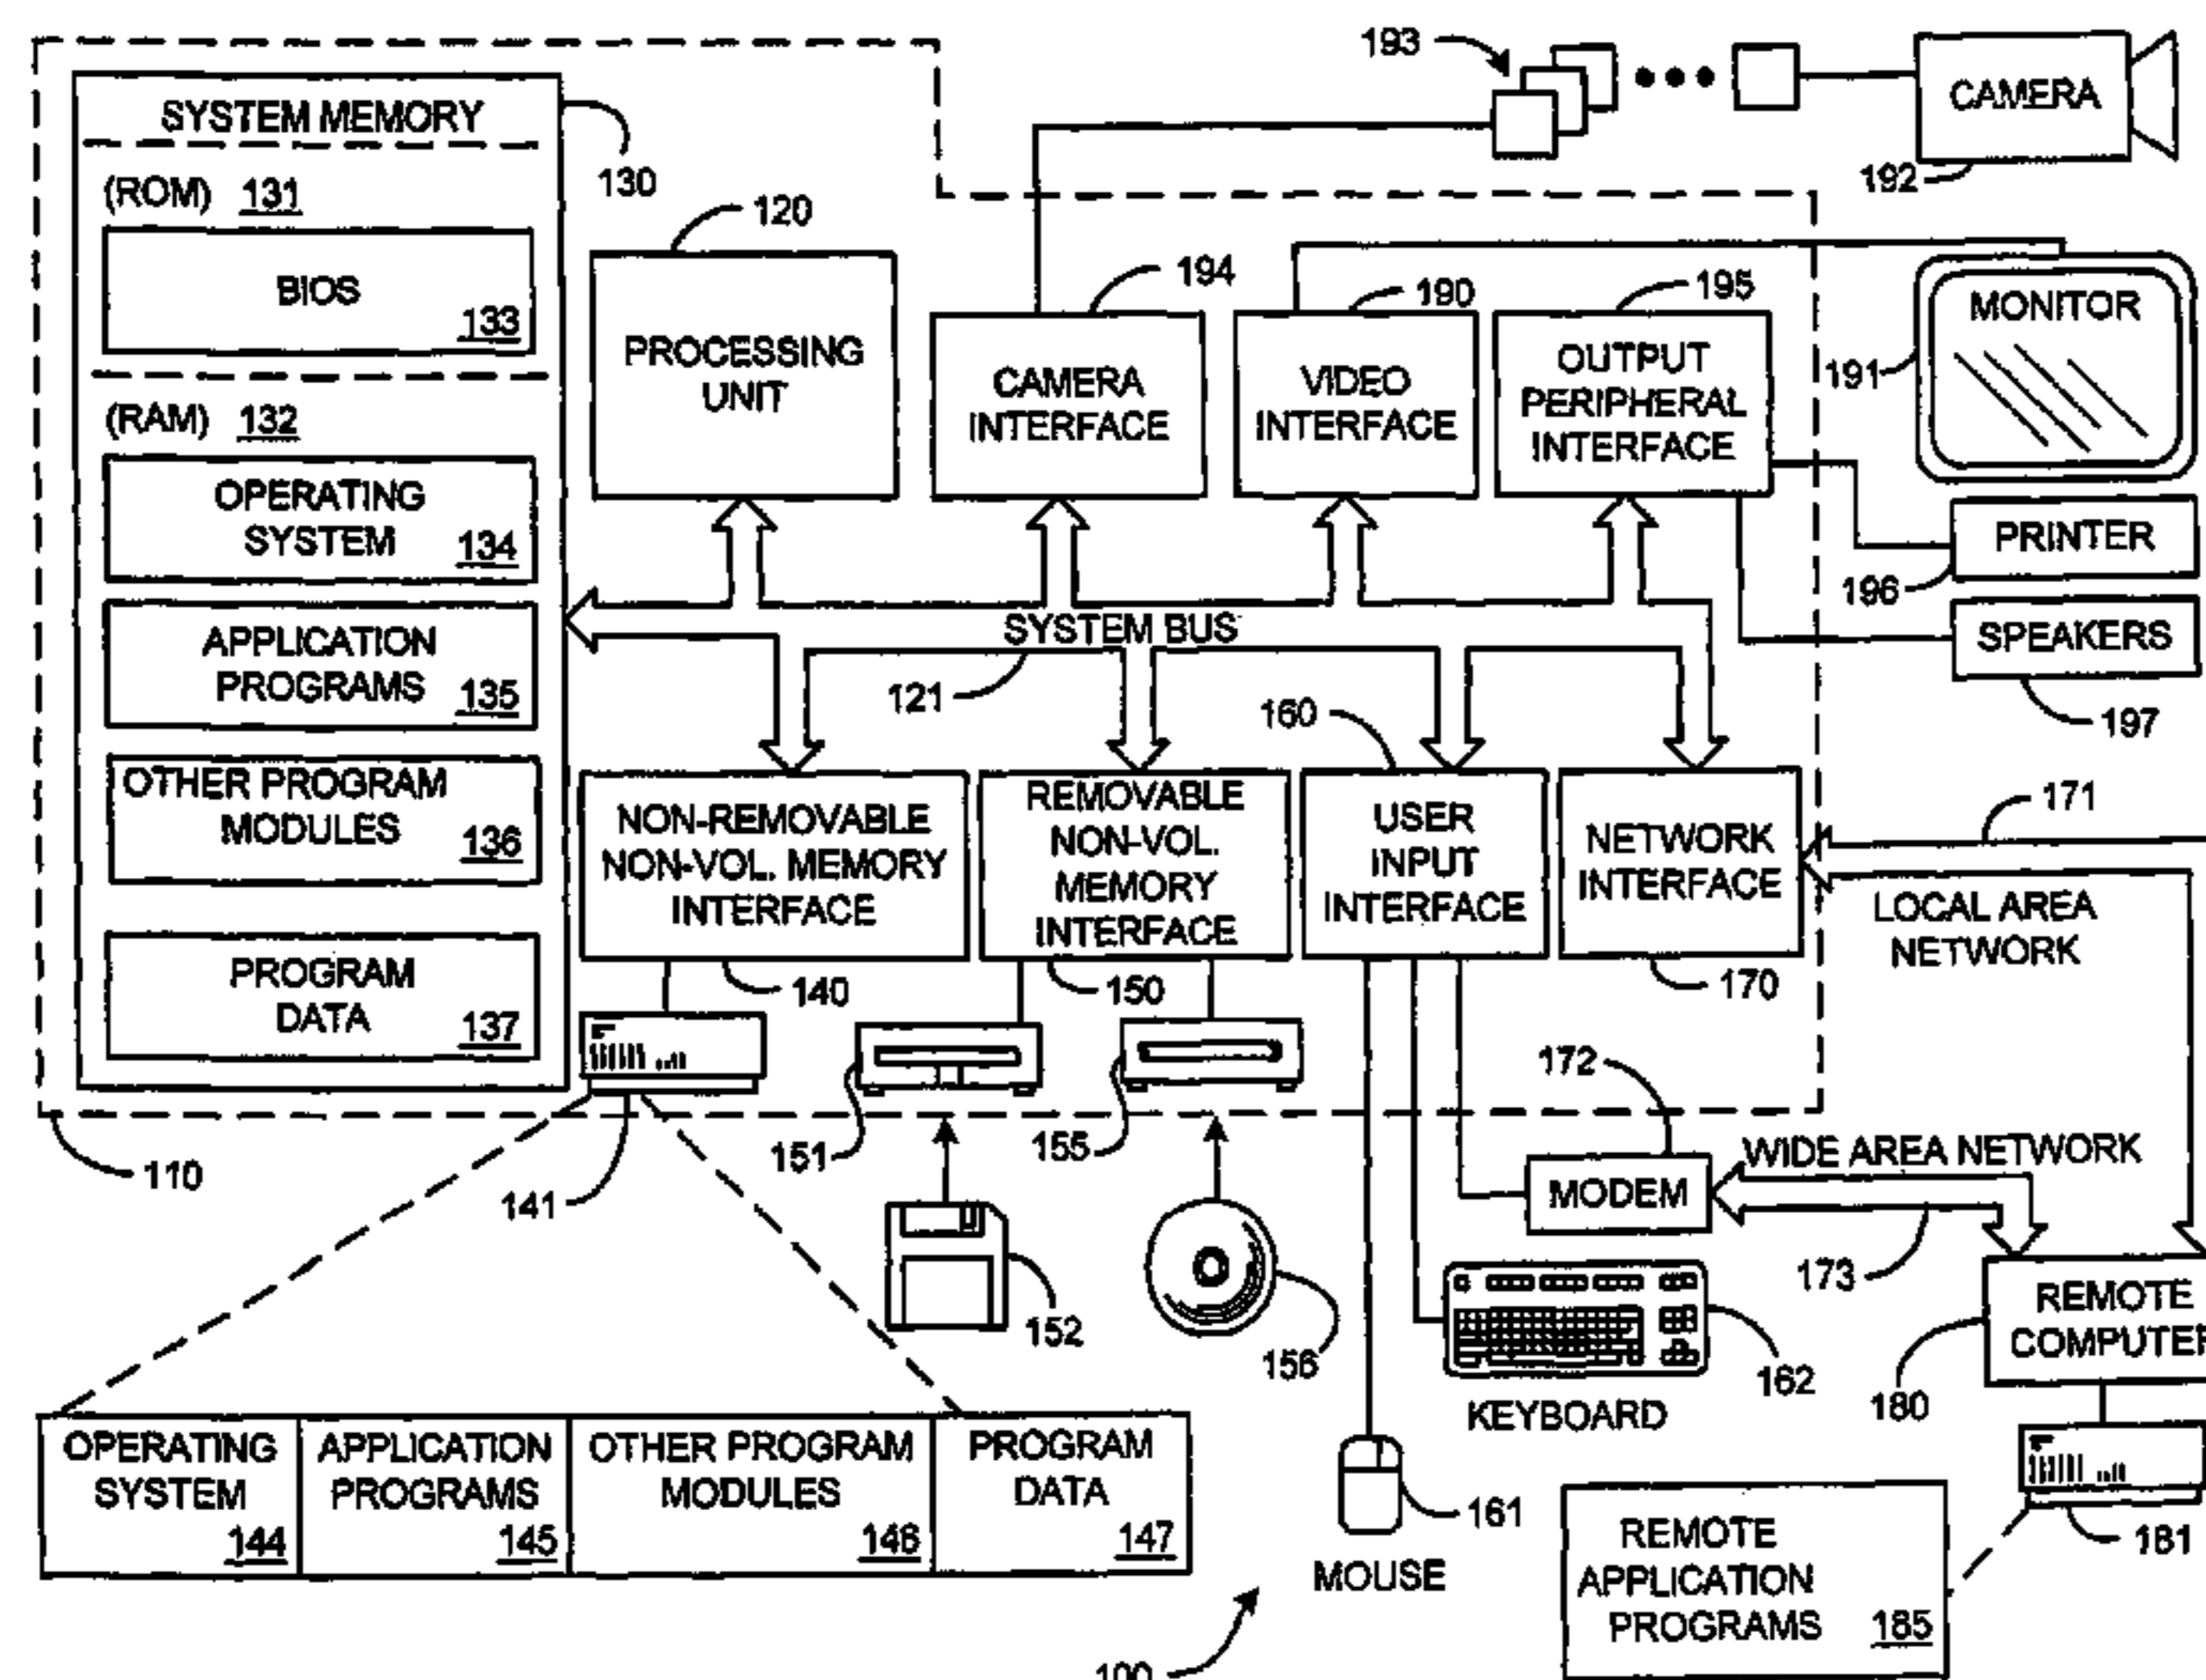 193
CAMERA
192
SYSTEM MEMORY
130
(ROM) 131
BIOS
133
(RAM) 132
OPERATING
SYSTEM 134
APPLICATION
PROGRAMS 135
OTHER PROGRAM
MODULES 136
PROGRAM
DATA 137
120
PROCESSING
UNIT
194
CAMERA
INTERFACE
190
VIDEO
INTERFACE
195
OUTPUT
PERIPHERAL
INTERFACE
MONITOR
191
PRINTER
196
SPEAKERS
197
SYSTEM BUS
121
NON-REMOVABLE
NON-VOL. MEMORY
INTERFACE
140
REMOVABLE
NON-VOL.
MEMORY
INTERFACE
150
160
USER
INPUT
INTERFACE
NETWORK
INTERFACE
170
171
LOCAL AREA
NETWORK
110
141
151
152
155
156
172
MODEM
WIDE AREA NETWORK
173
REMOTE
COMPUTER
180
181
162
KEYBOARD
161
MOUSE
OPERATING
SYSTEM 144
APPLICATION
PROGRAMS 145
OTHER PROGRAM
MODULES 146
PROGRAM
DATA 147
REMOTE
APPLICATION
PROGRAMS 185
100